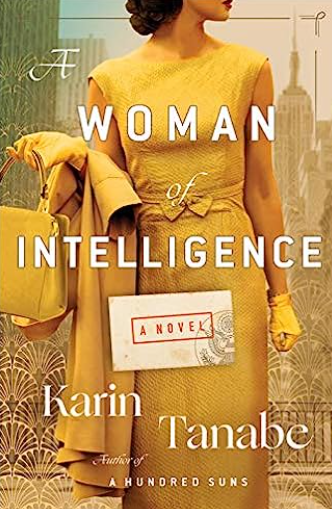 A
WOMAN
of
INTELLIGENCE
A NOVEL
Karin
Tanabe
Author of
A HUNDRED SUNS